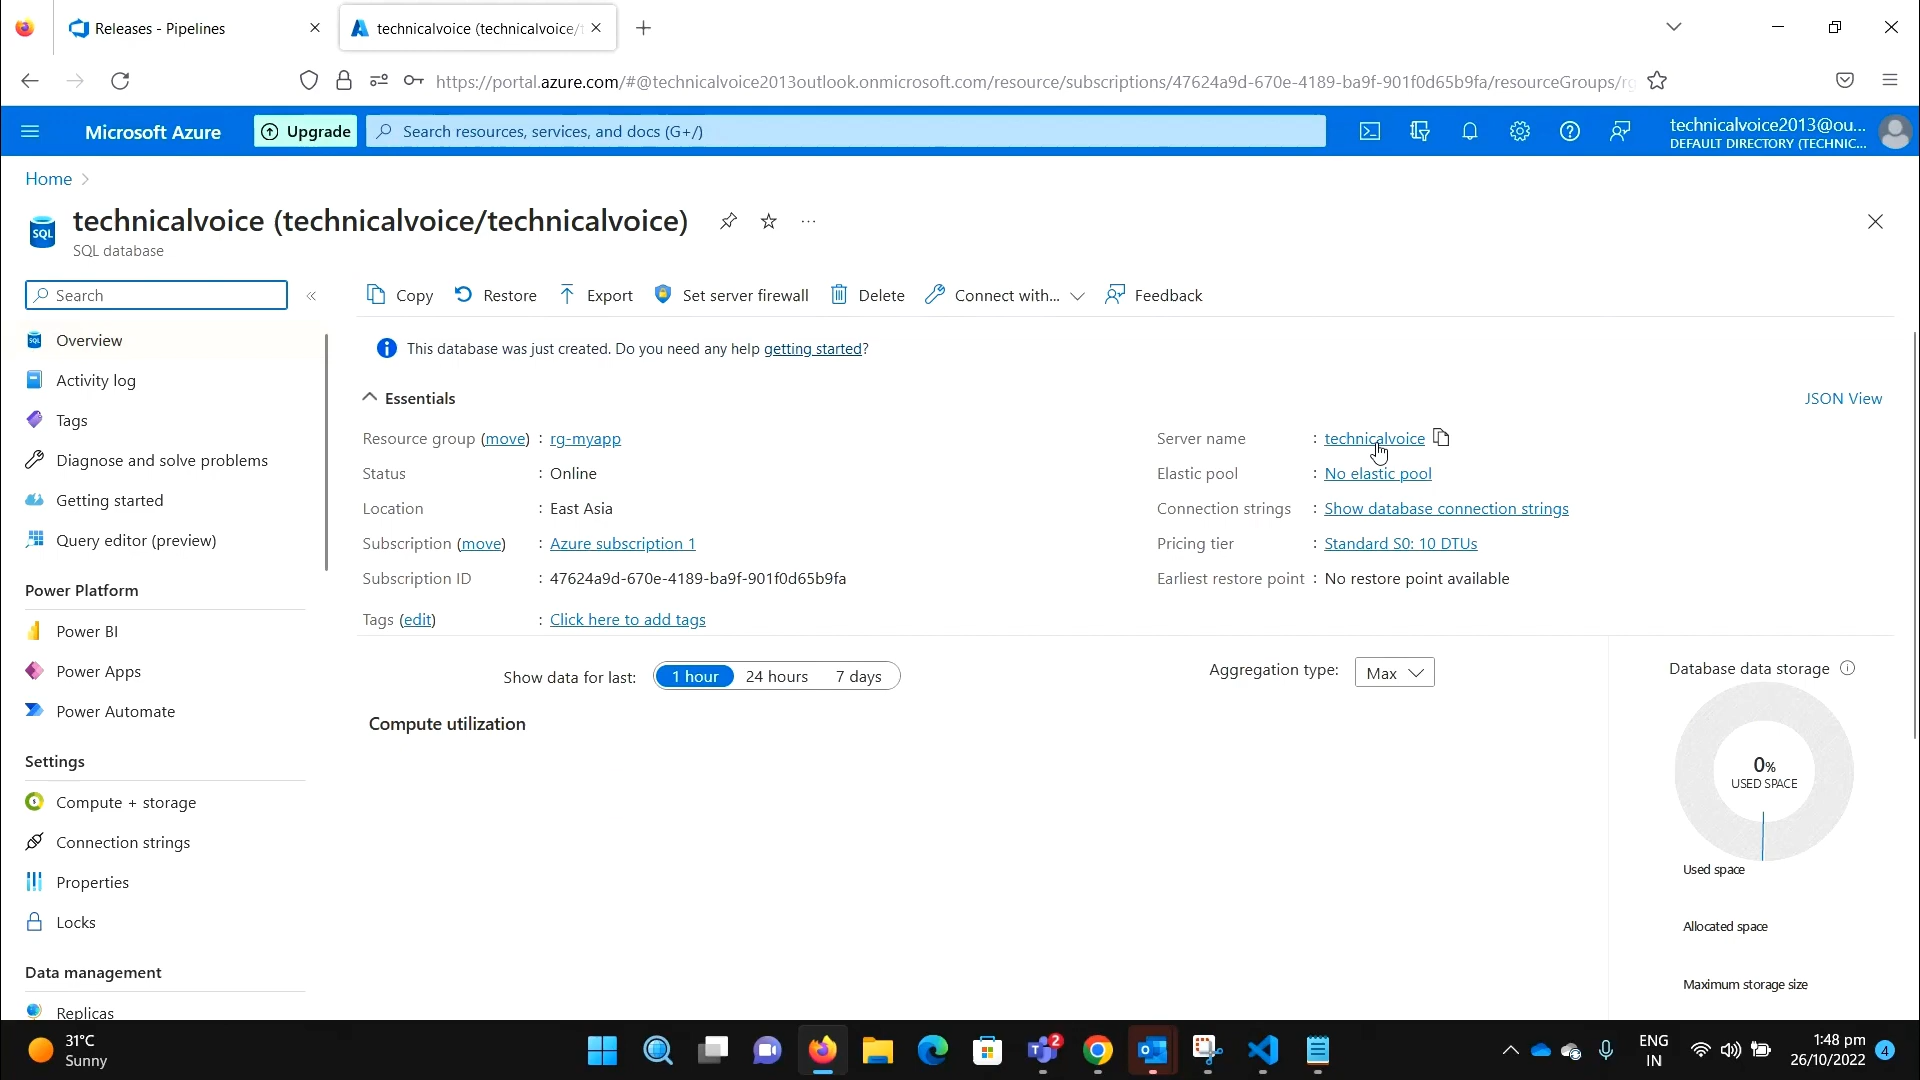 Releases - Pipelines
technicalvoice (technicalvoice/
https://portal.azure.com/#@technicalvoice2013outlook.onmicrosoft.com/resource/subscriptions/47624a9d-670e-4189-ba9f-901f0d65b9fa/resourceGroups/rg
Microsoft Azure
Upgrade
Search resources, services, and docs (G+/)
technicalvoice2013@ou...
DEFAULT DIRECTORY (TECHNIC...
Home
technicalvoice (technicalvoice/technicalvoice)
SQL
SQL database
Search
Copy
Restore
Export
Set server firewall
Delete
Connect with...
Feedback
Overview
Activity log
Tags
Diagnose and solve problems
Getting started
Query editor (preview)
Power Platform
Power BI
Power Apps
Power Automate
Settings
Compute + storage
Connection strings
Properties
Locks
Data management
Replicas
This database was just created. Do you need any help getting started?
Essentials
JSON View
Resource group (move) : rg-myapp
Status : Online
Location : East Asia
Subscription (move) : Azure subscription 1
Subscription ID : 47624a9d-670e-4189-ba9f-901f0d65b9fa
Tags (edit) : Click here to add tags
Server name : technicalvoice
Elastic pool : No elastic pool
Connection strings : Show database connection strings
Pricing tier : Standard S0: 10 DTUs
Earliest restore point : No restore point available
Show data for last: 1 hour 24 hours 7 days
Aggregation type: Max
Compute utilization
Database data storage
0%
USED SPACE
Used space
Allocated space
Maximum storage size
31°C
Sunny
2
ENG
IN
1:48 pm
26/10/2022
4